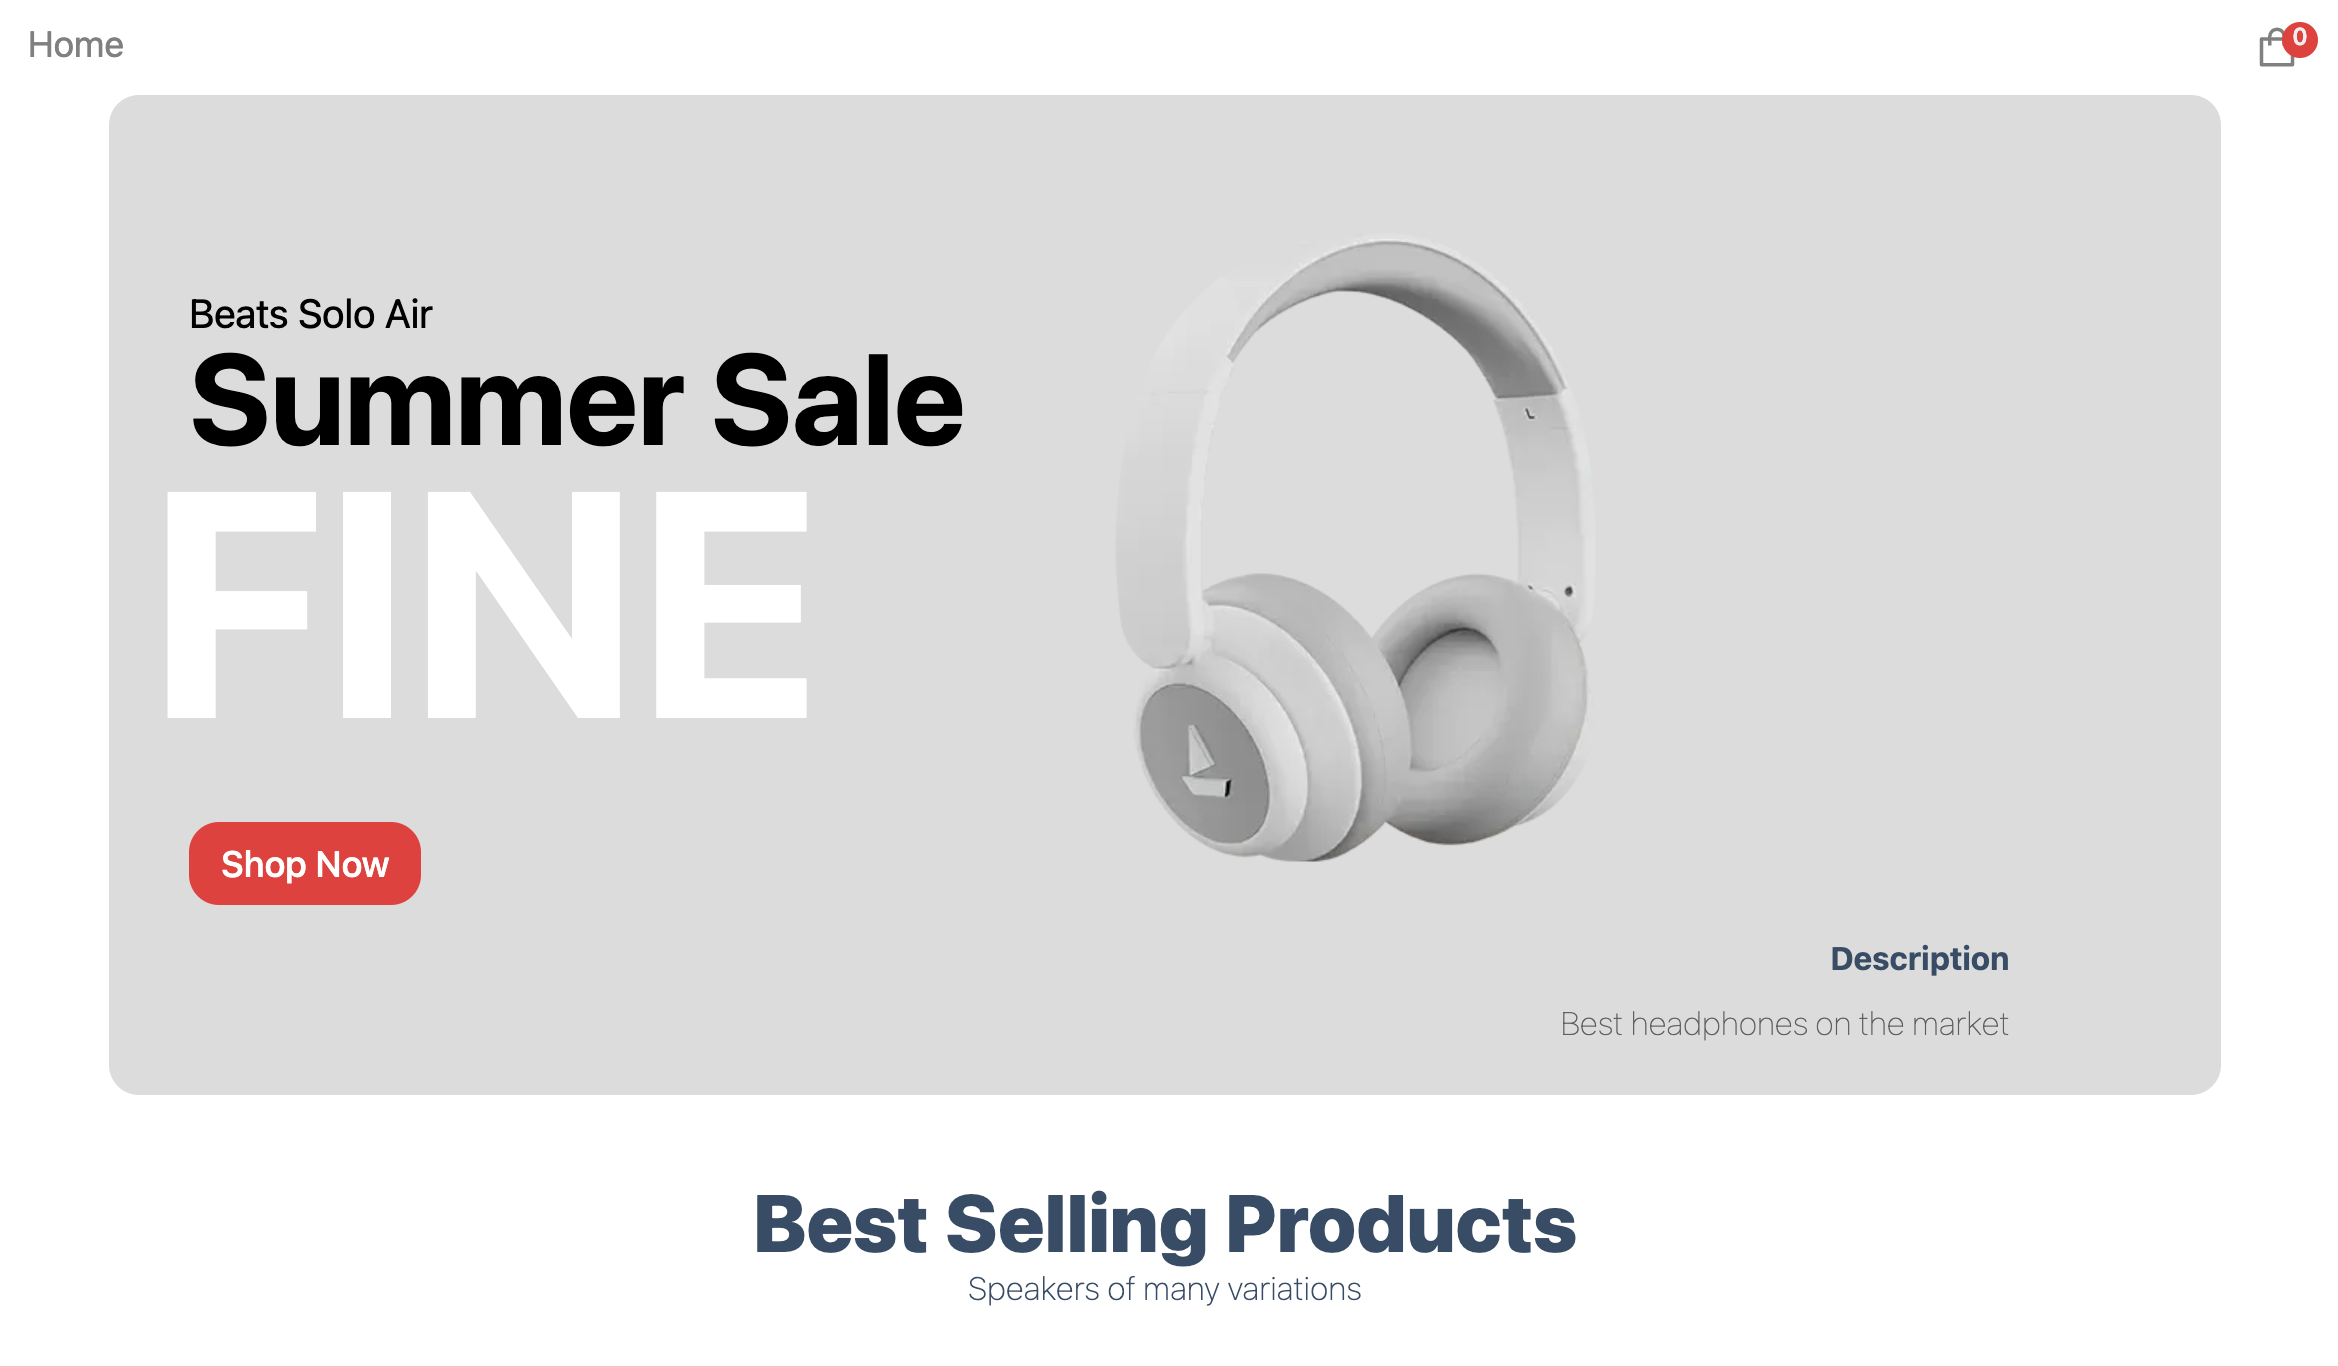 Home
0
Beats Solo Air
Summer Sale
FINE
L
Shop Now
Description
Best headphones on the market
Best Selling Products
Speakers of many variations